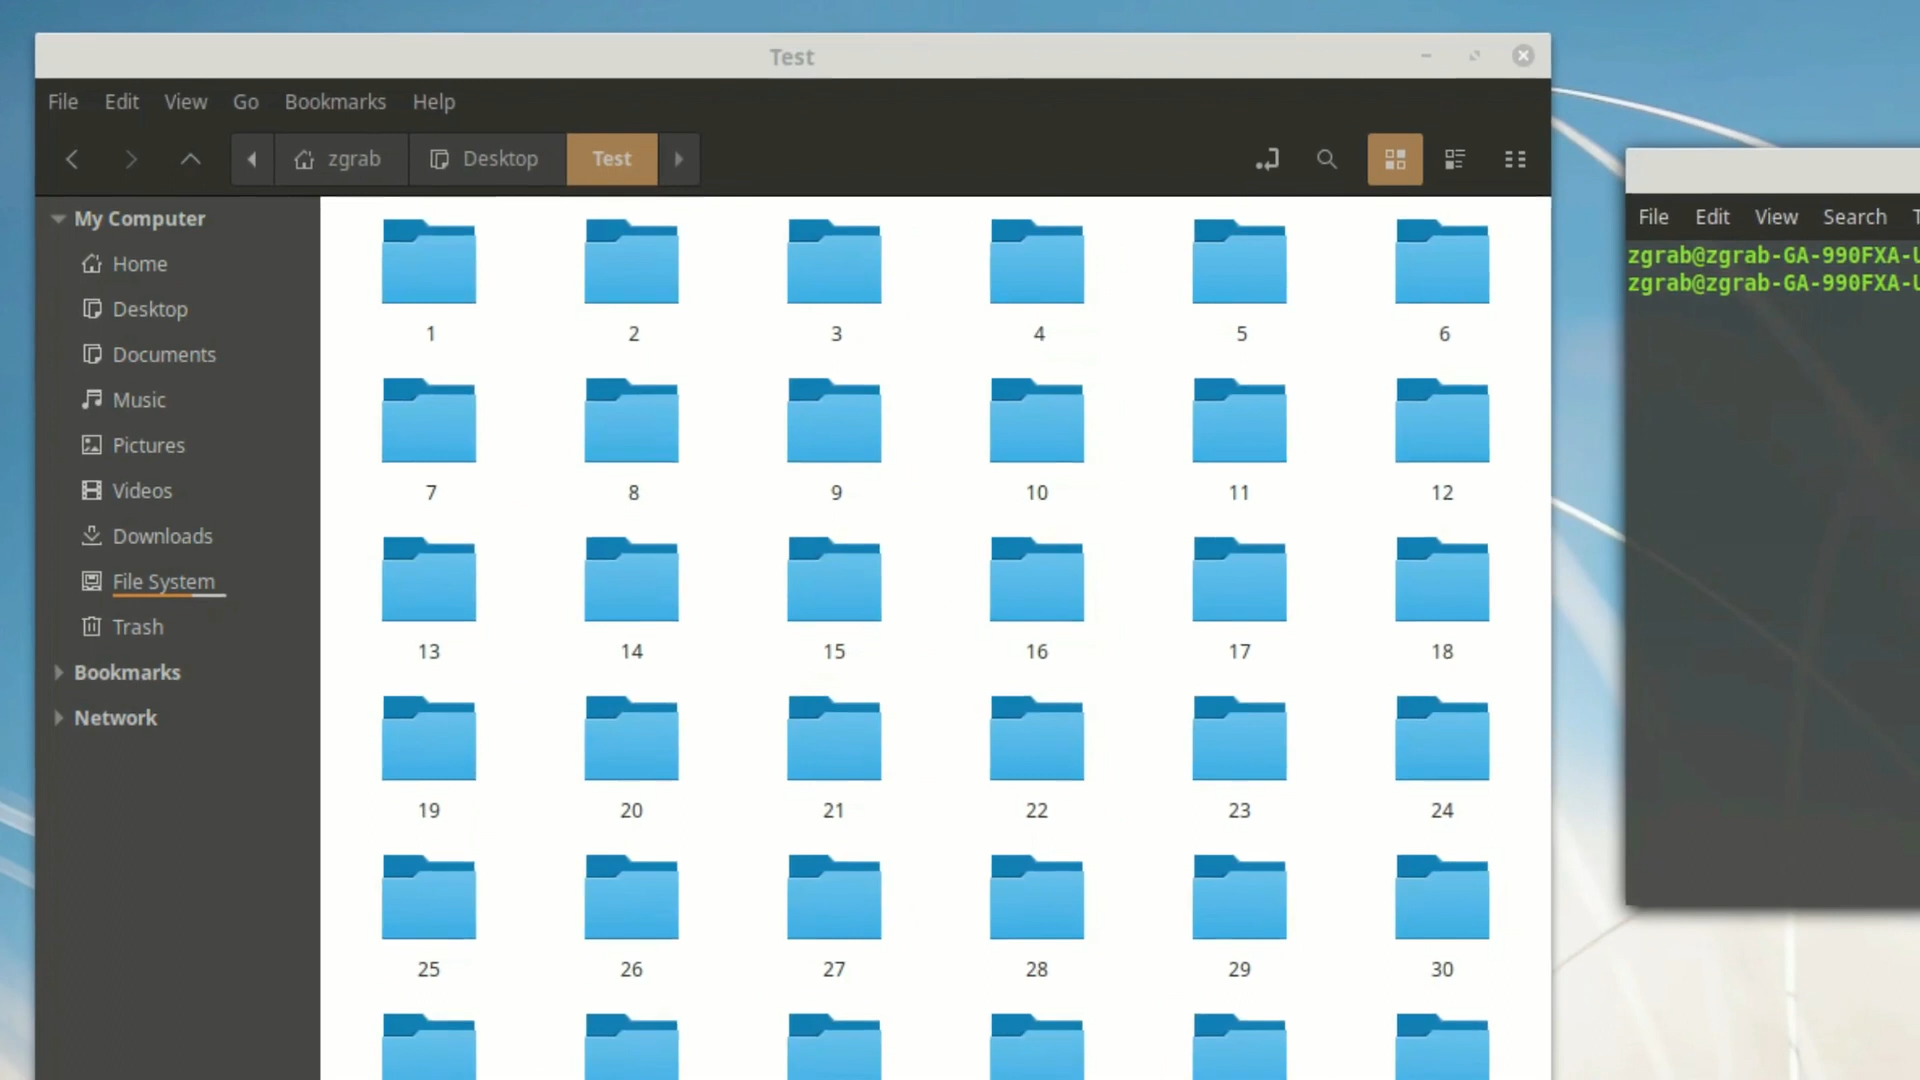 Test
File Edit View Go Bookmarks Help
zgrab Desktop Test
My Computer
Home
Desktop
Documents
Music
Pictures
Videos
Downloads
File System
Trash
Bookmarks
Network
1 2 3 4 5 6
7 8 9 10 11 12
13 14 15 16 17 18
19 20 21 22 23 24
25 26 27 28 29 30
File Edit View Search
zgrab@zgrab-GA-990FXA-U
zgrab@zgrab-GA-990FXA-U